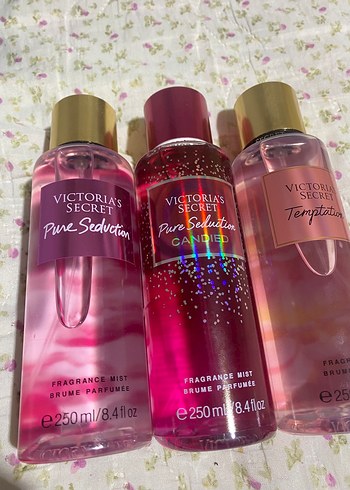 VICTORIA'S
SECRET
Pure Seduction
FRAGRANCE MIST
BRUME PARFUMÉE
e 250 ml/8.4 fl oz
VICTORIA'S
SECRET
Pure Seduction
CANDIED
FRAGRANCE MIST
BRUME PARFUMÉE
e 250 ml/8.4 fl oz
VICTORIA'S
SECRET
Temptation